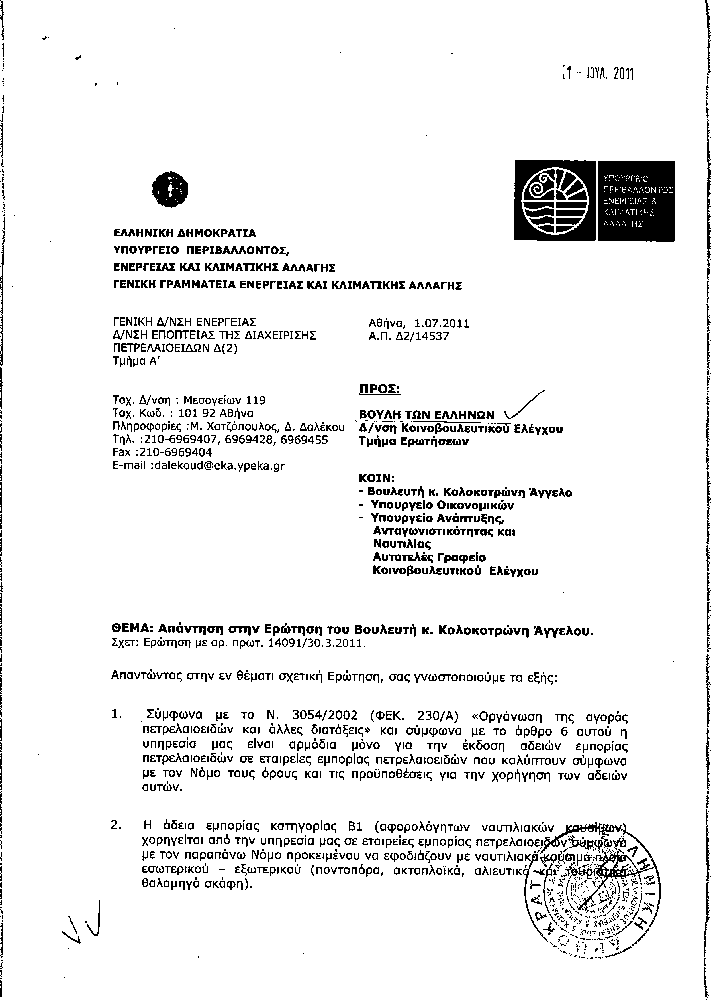 1 - ΙΟΥΛ. 2011
ΥΠΟΥΡΓΕΙΟ
ΠΕΡΙΒΑΛΛΟΝΤΟΣ
ΕΝΕΡΓΕΙΑΣ &
ΚΛΙΜΑΤΙΚΗΣ
ΑΛΛΑΓΗΣ
ΕΛΛΗΝΙΚΗ ΔΗΜΟΚΡΑΤΙΑ
ΥΠΟΥΡΓΕΙΟ ΠΕΡΙΒΑΛΛΟΝΤΟΣ,
ΕΝΕΡΓΕΙΑΣ ΚΑΙ ΚΛΙΜΑΤΙΚΗΣ ΑΛΛΑΓΗΣ
ΓΕΝΙΚΗ ΓΡΑΜΜΑΤΕΙΑ ΕΝΕΡΓΕΙΑΣ ΚΑΙ ΚΛΙΜΑΤΙΚΗΣ ΑΛΛΑΓΗΣ
ΓΕΝΙΚΗ Δ/ΝΣΗ ΕΝΕΡΓΕΙΑΣ
Δ/ΝΣΗ ΕΠΟΠΤΕΙΑΣ ΤΗΣ ΔΙΑΧΕΙΡΙΣΗΣ
ΠΕΤΡΕΛΑΙΟΕΙΔΩΝ Δ(2)
Τμήμα Α'
Αθήνα, 1.07.2011
Α.Π. Δ2/14537
Ταχ. Δ/νση : Μεσογείων 119
Ταχ. Κωδ. : 101 92 Αθήνα
Πληροφορίες :Μ. Χατζόπουλος, Δ. Δαλέκου
Τηλ. :210-6969407, 6969428, 6969455
Fax :210-6969404
E-mail :dalekoud@eka.ypeka.gr
ΠΡΟΣ:
ΒΟΥΛΗ ΤΩΝ ΕΛΛΗΝΩΝ
Δ/νση Κοινοβουλευτικού Ελέγχου
Τμήμα Ερωτήσεων
ΚΟΙΝ:
- Βουλευτή κ. Κολοκοτρώνη Άγγελο
- Υπουργείο Οικονομικών
- Υπουργείο Ανάπτυξης,
Ανταγωνιστικότητας και
Ναυτιλίας
Αυτοτελές Γραφείο
Κοινοβουλευτικού Ελέγχου
ΘΕΜΑ: Απάντηση στην Ερώτηση του Βουλευτή κ. Κολοκοτρώνη Άγγελου.
Σχετ: Ερώτηση με αρ. πρωτ. 14091/30.3.2011.
Απαντώντας στην εν θέματι σχετική Ερώτηση, σας γνωστοποιούμε τα εξής:
1. Σύμφωνα με το Ν. 3054/2002 (ΦΕΚ. 230/Α) «Οργάνωση της αγοράς
πετρελαιοειδών και άλλες διατάξεις» και σύμφωνα με το άρθρο 6 αυτού η
υπηρεσία μας είναι αρμόδια μόνο για την έκδοση αδειών εμπορίας
πετρελαιοειδών σε εταιρείες εμπορίας πετρελαιοειδών που καλύπτουν σύμφωνα
με τον Νόμο τους όρους και τις προϋποθέσεις για την χορήγηση των αδειών
αυτών.
2. Η άδεια εμπορίας κατηγορίας Β1 (αφορολόγητων ναυτιλιακών καυσίμων)
χορηγείται από την υπηρεσία μας σε εταιρείες εμπορίας πετρελαιοειδών σύμφωνα
με τον παραπάνω Νόμο προκειμένου να εφοδιάζουν με ναυτιλιακά καύσιμα πλοία
εσωτερικού – εξωτερικού (ποντοπόρα, ακτοπλοϊκά, αλιευτικά και τουριστικά
θαλαμηγά σκάφη).
ΕΛΛΗΝΙΚΗ ΔΗΜΟΚΡΑΤΙΑ